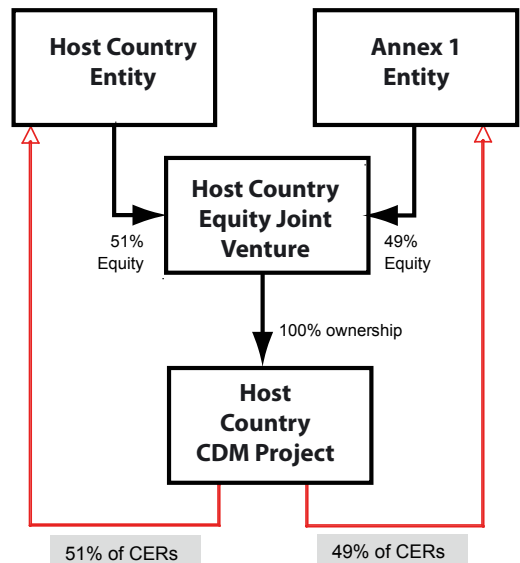 Host Country
Entity
Annex 1
Entity
Host Country
Equity Joint
Venture
51%
Equity
49%
Equity
100% ownership
Host
Country
CDM Project
51% of CERs
49% of CERs